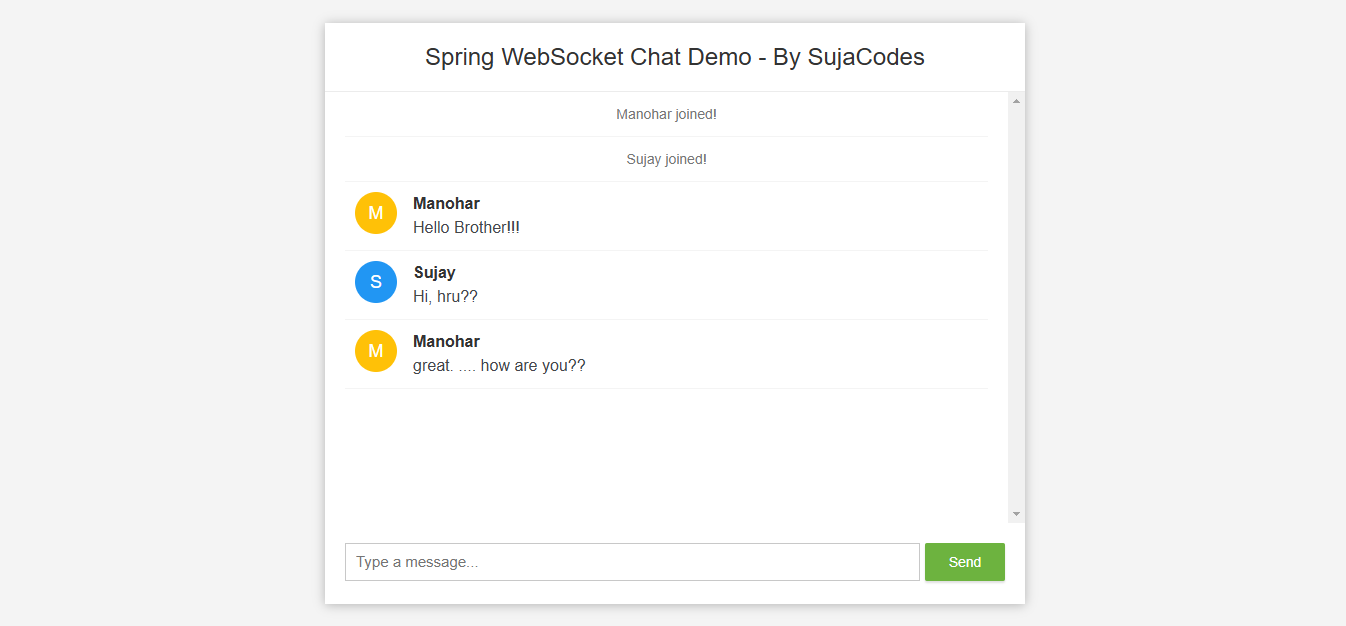 Spring WebSocket Chat Demo - By SujaCodes
Manohar joined!
Sujay joined!
M
Manohar
Hello Brother!!!
S
Sujay
Hi, hru??
M
Manohar
great. .... how are you??
Type a message...
Send